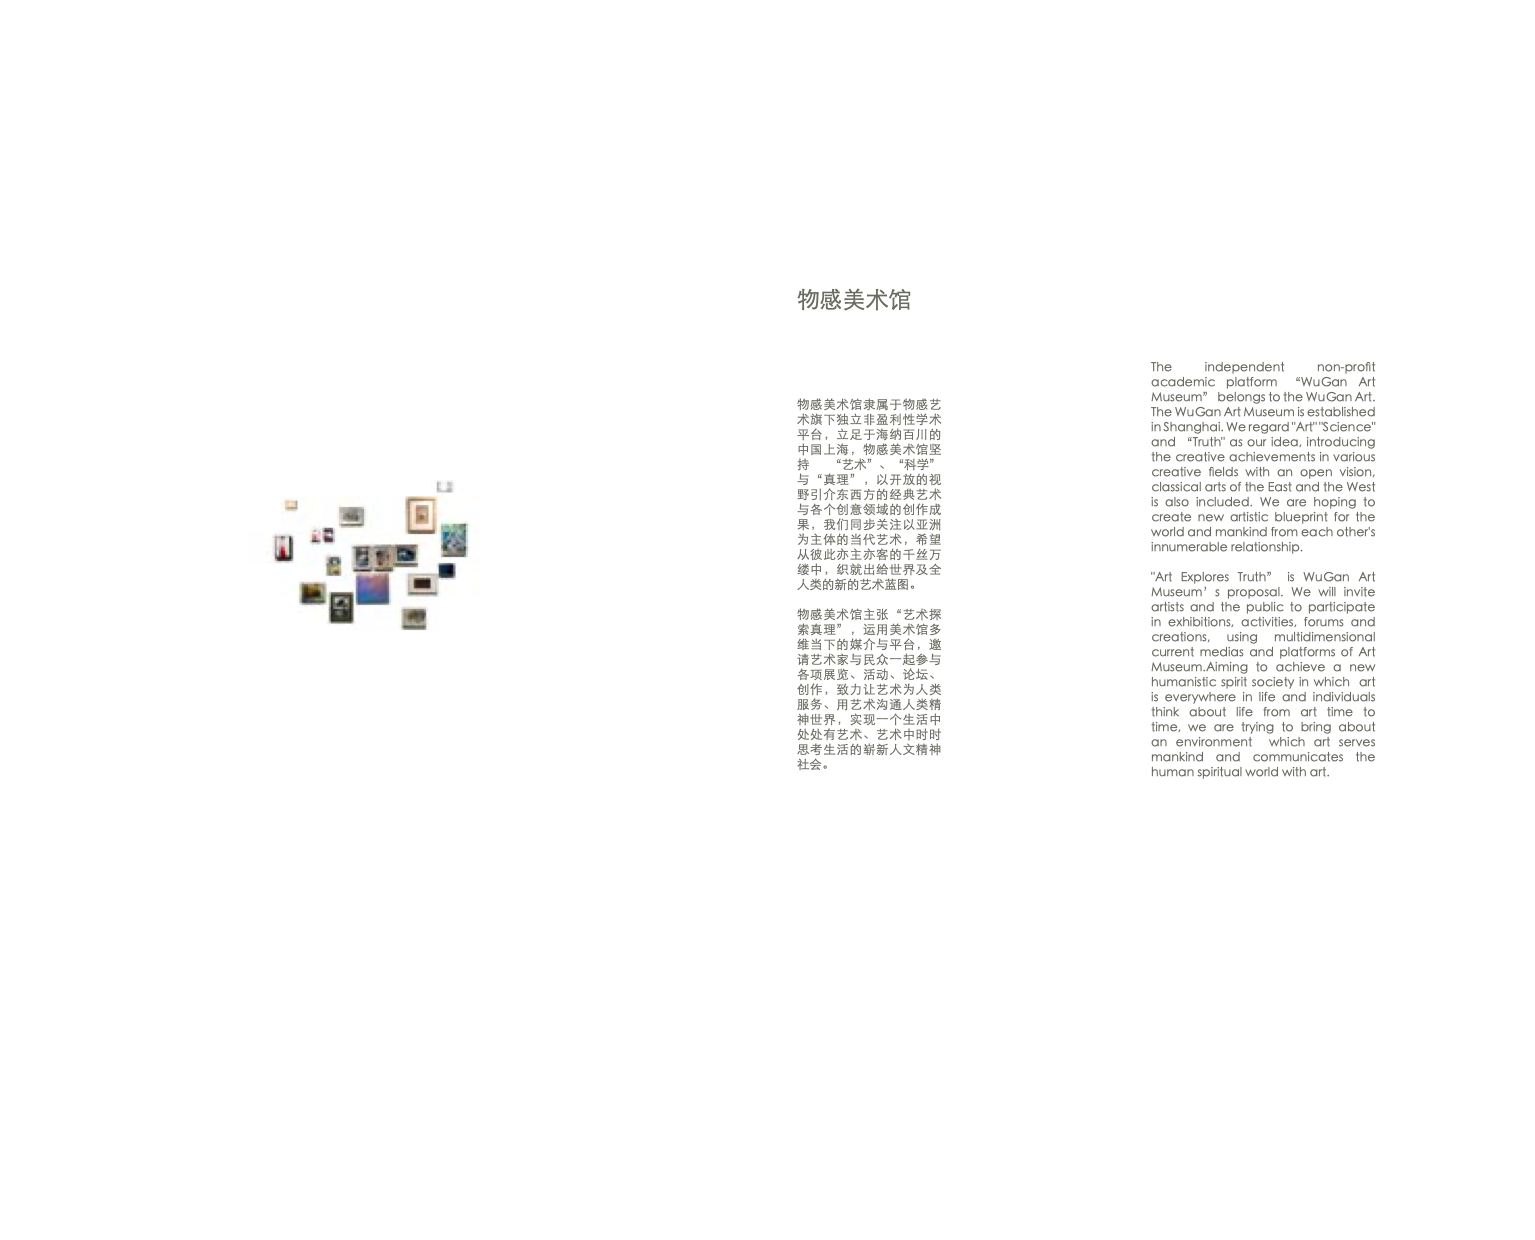 物感美术馆
物感美术馆隶属于物感艺
术旗下独立非盈利性学术
平台，立足于海纳百川的
中国上海，物感美术馆坚
持 “艺术”、“科学”
与“真理”，以开放的视
野引介东西方的经典艺术
与各个创意领域的创作成
果，我们同步关注以亚洲
为主体的当代艺术，希望
从彼此亦主亦客的千丝万
缕中，织就出给世界及全
人类的新的艺术蓝图。
物感美术馆主张“艺术探
索真理”，运用美术馆多
维当下的媒介与平台，邀
请艺术家与民众一起参与
各项展览、活动、论坛、
创作，致力让艺术为人类
服务、用艺术沟通人类精
神世界，实现一个生活中
处处有艺术、艺术中时时
思考生活的崭新人文精神
社会。
The independent non-profit
academic platform “WuGan Art
Museum” belongs to the WuGan Art.
The WuGan Art Museum is established
in Shanghai. We regard "Art""Science"
and “Truth" as our idea, introducing
the creative achievements in various
creative fields with an open vision,
classical arts of the East and the West
is also included. We are hoping to
create new artistic blueprint for the
world and mankind from each other's
innumerable relationship.
"Art Explores Truth” is WuGan Art
Museum’s proposal. We will invite
artists and the public to participate
in exhibitions, activities, forums and
creations, using multidimensional
current medias and platforms of Art
Museum.Aiming to achieve a new
humanistic spirit society in which art
is everywhere in life and individuals
think about life from art time to
time, we are trying to bring about
an environment which art serves
mankind and communicates the
human spiritual world with art.